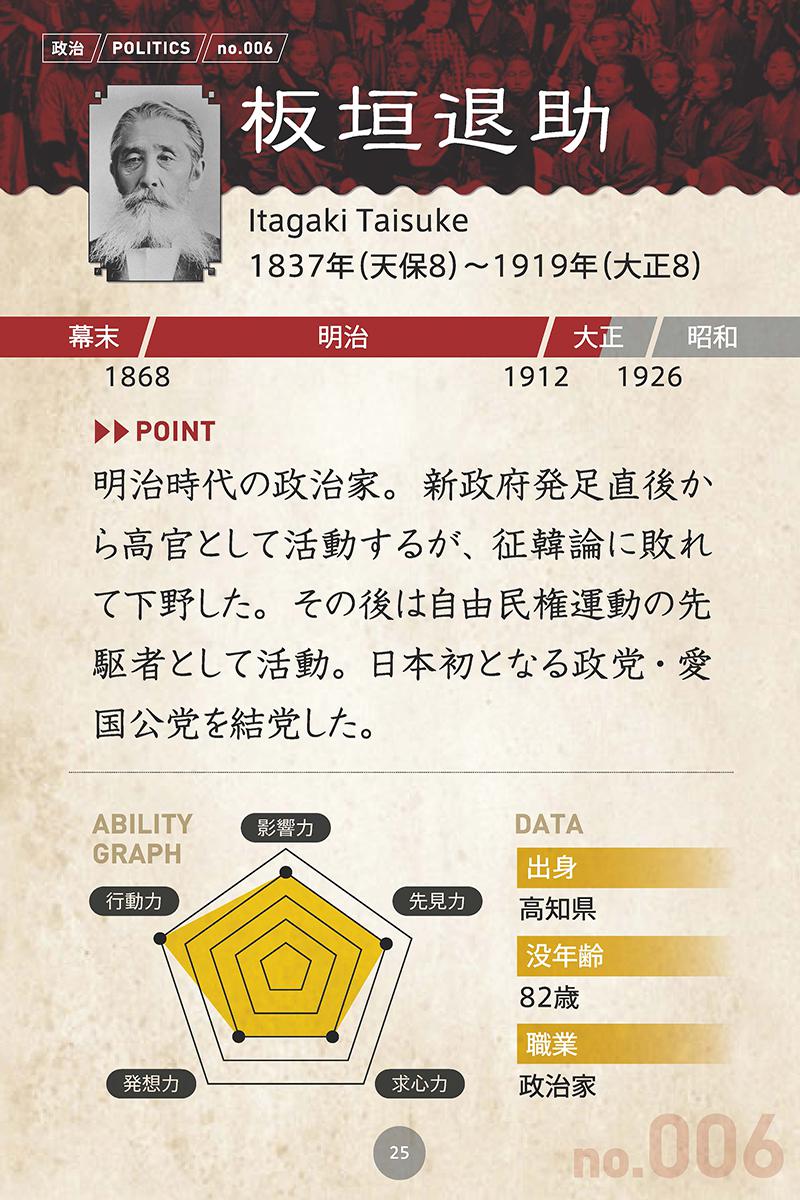 政治 POLITICS no.006
板垣退助
Itagaki Taisuke
1837年(天保8)～1919年(大正8)
幕末 明治 大正 昭和
1868 1912 1926
POINT
明治時代の政治家。新政府発足直後か
ら高官として活動するが、征韓論に敗れ
て下野した。その後は自由民権運動の先
駆者として活動。日本初となる政党・愛
国公党を結党した。
ABILITY
GRAPH
影響力
行動力
先見力
発想力
求心力
DATA
出身
高知県
没年齢
82歳
職業
政治家
25
no.006